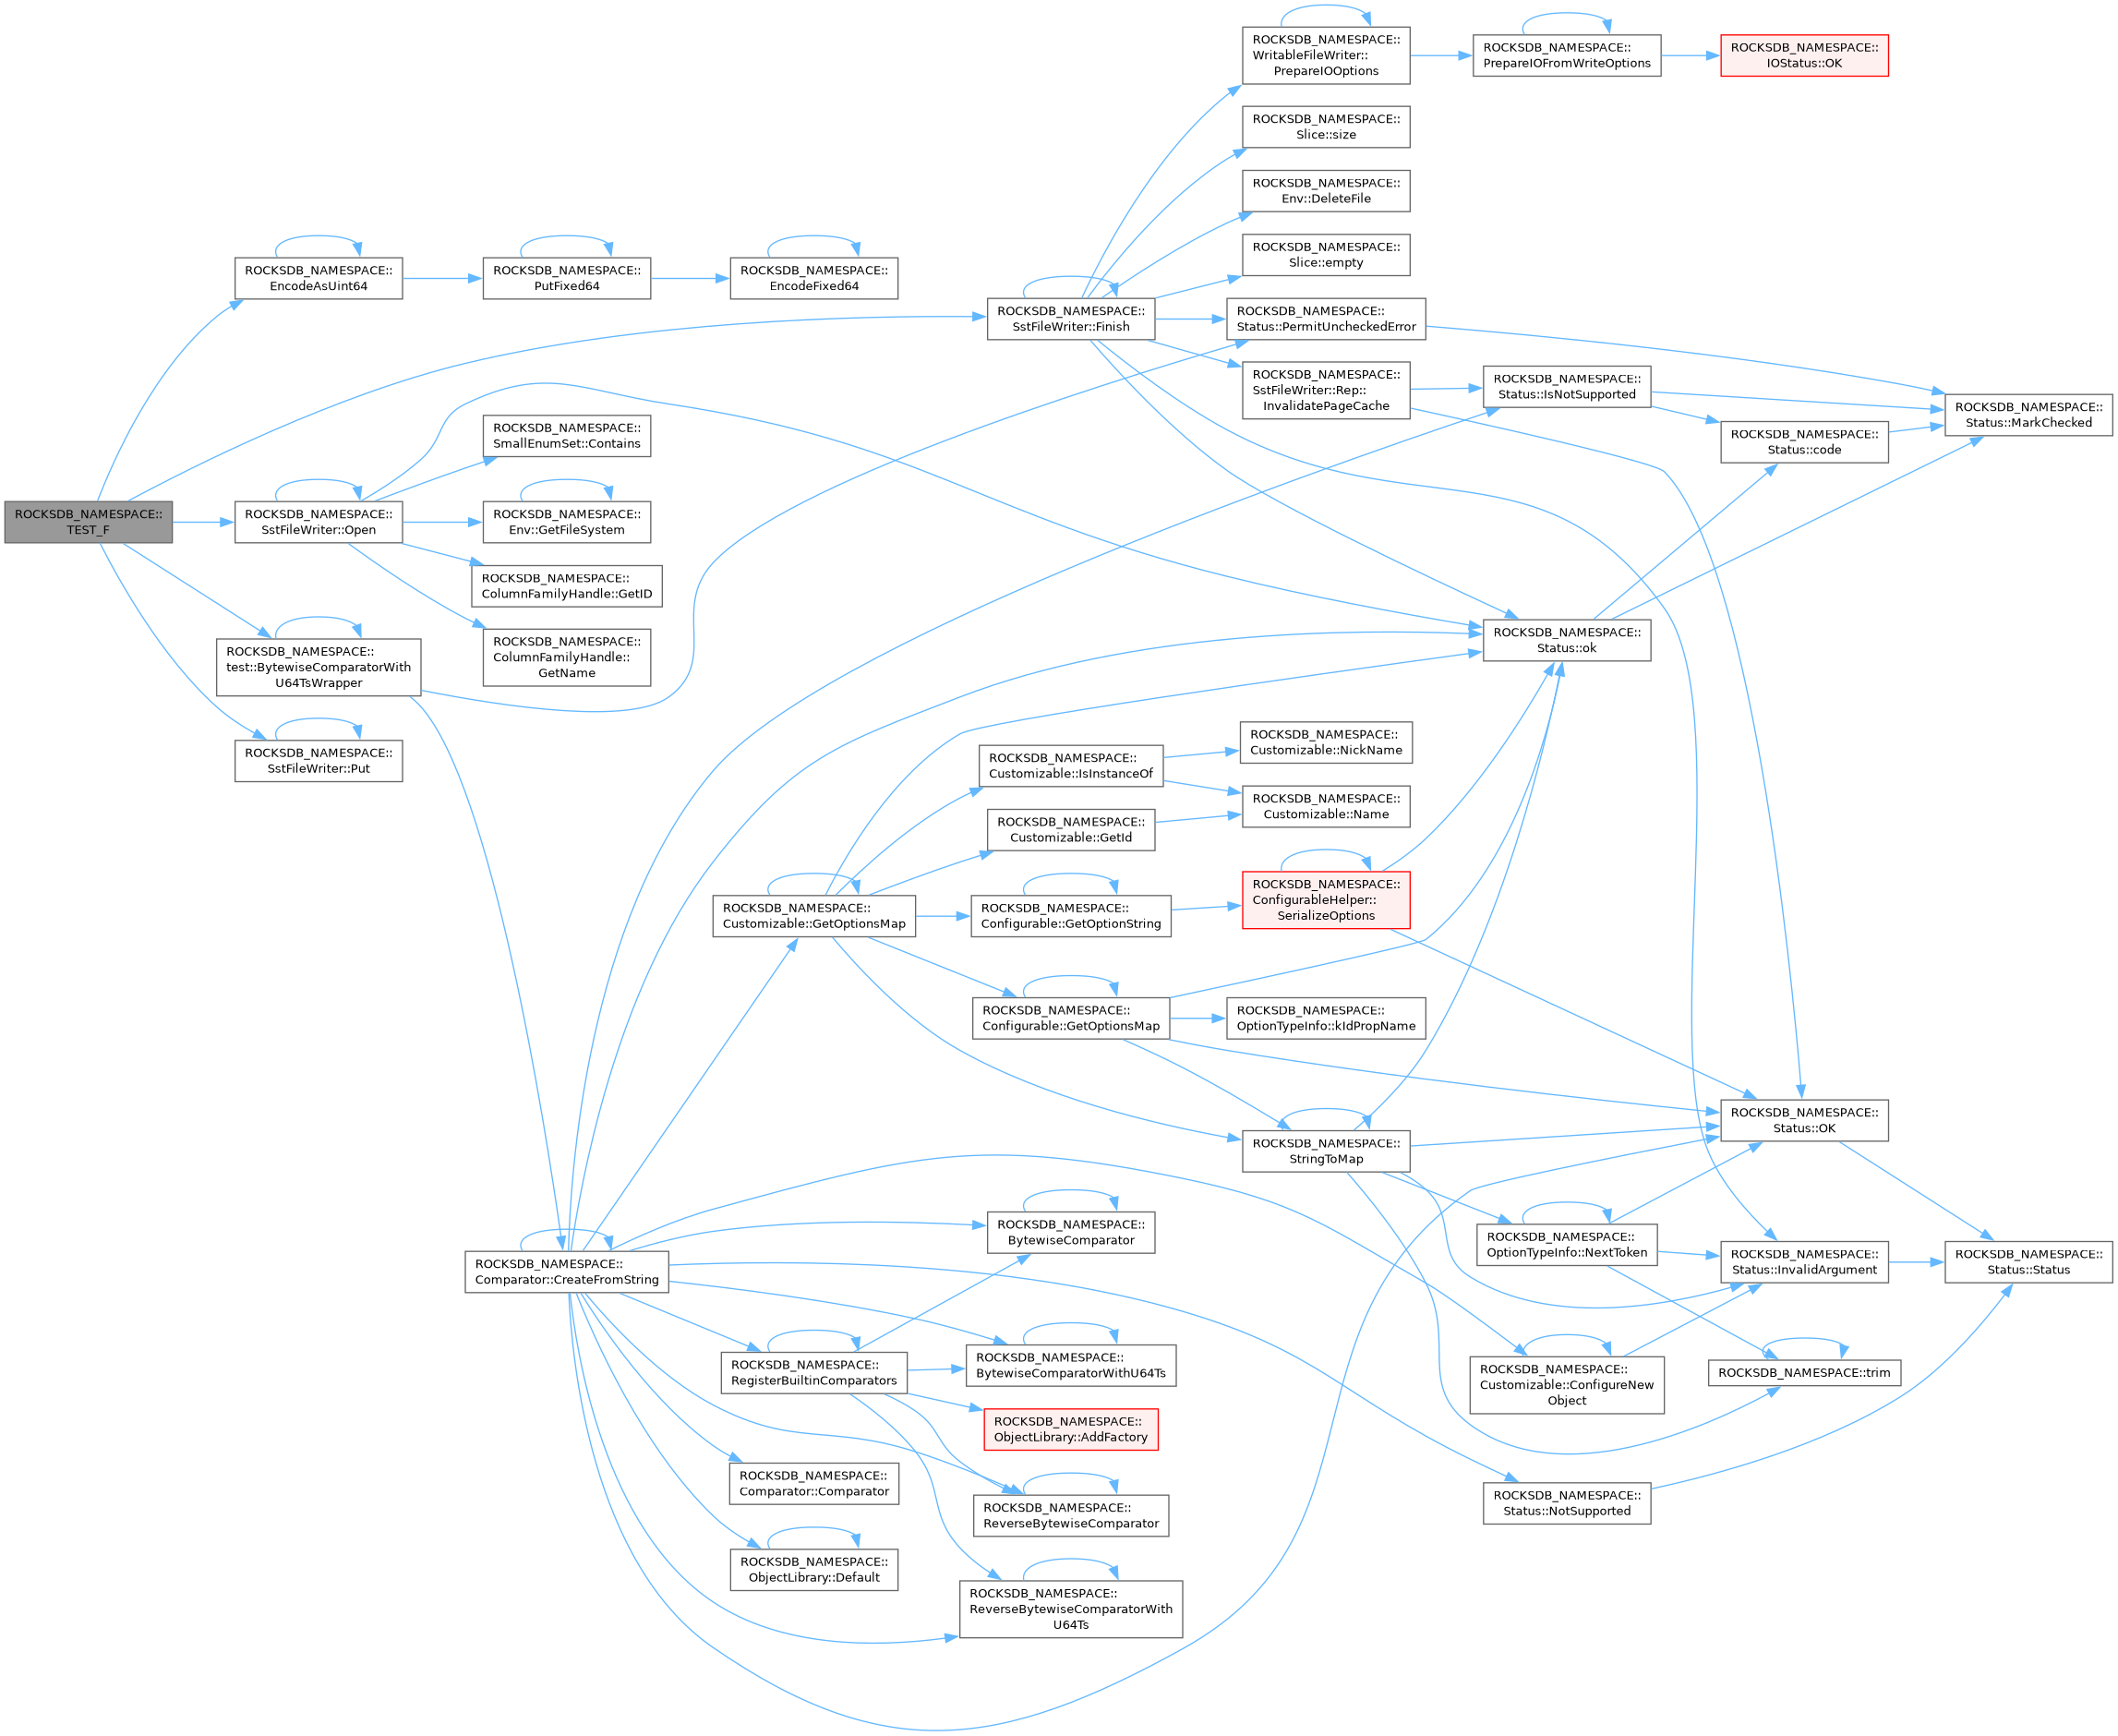 ROCKSDB_NAMESPACE::
TEST_F
ROCKSDB_NAMESPACE::
EncodeAsUint64
ROCKSDB_NAMESPACE::
PutFixed64
ROCKSDB_NAMESPACE::
EncodeFixed64
ROCKSDB_NAMESPACE::
SstFileWriter::Finish
ROCKSDB_NAMESPACE::
WritableFileWriter::
PrepareIOOptions
ROCKSDB_NAMESPACE::
PrepareIOFromWriteOptions
ROCKSDB_NAMESPACE::
IOStatus::OK
ROCKSDB_NAMESPACE::
Slice::size
ROCKSDB_NAMESPACE::
Env::DeleteFile
ROCKSDB_NAMESPACE::
Slice::empty
ROCKSDB_NAMESPACE::
Status::PermitUncheckedError
ROCKSDB_NAMESPACE::
SstFileWriter::Rep::
InvalidatePageCache
ROCKSDB_NAMESPACE::
Status::IsNotSupported
ROCKSDB_NAMESPACE::
Status::code
ROCKSDB_NAMESPACE::
Status::MarkChecked
ROCKSDB_NAMESPACE::
SstFileWriter::Open
ROCKSDB_NAMESPACE::
SmallEnumSet::Contains
ROCKSDB_NAMESPACE::
Env::GetFileSystem
ROCKSDB_NAMESPACE::
ColumnFamilyHandle::GetID
ROCKSDB_NAMESPACE::
ColumnFamilyHandle::
GetName
ROCKSDB_NAMESPACE::
test::BytewiseComparatorWith
U64TsWrapper
ROCKSDB_NAMESPACE::
SstFileWriter::Put
ROCKSDB_NAMESPACE::
Status::ok
ROCKSDB_NAMESPACE::
Customizable::IsInstanceOf
ROCKSDB_NAMESPACE::
Customizable::NickName
ROCKSDB_NAMESPACE::
Customizable::Name
ROCKSDB_NAMESPACE::
Customizable::GetId
ROCKSDB_NAMESPACE::
Customizable::GetOptionsMap
ROCKSDB_NAMESPACE::
Configurable::GetOptionString
ROCKSDB_NAMESPACE::
ConfigurableHelper::
SerializeOptions
ROCKSDB_NAMESPACE::
Configurable::GetOptionsMap
ROCKSDB_NAMESPACE::
OptionTypeInfo::kIdPropName
ROCKSDB_NAMESPACE::
StringToMap
ROCKSDB_NAMESPACE::
Status::OK
ROCKSDB_NAMESPACE::
OptionTypeInfo::NextToken
ROCKSDB_NAMESPACE::
Status::InvalidArgument
ROCKSDB_NAMESPACE::
Status::Status
ROCKSDB_NAMESPACE::
Comparator::CreateFromString
ROCKSDB_NAMESPACE::
BytewiseComparator
ROCKSDB_NAMESPACE::
RegisterBuiltinComparators
ROCKSDB_NAMESPACE::
BytewiseComparatorWithU64Ts
ROCKSDB_NAMESPACE::
ObjectLibrary::AddFactory
ROCKSDB_NAMESPACE::
Customizable::ConfigureNew
Object
ROCKSDB_NAMESPACE::trim
ROCKSDB_NAMESPACE::
Comparator::Comparator
ROCKSDB_NAMESPACE::
ReverseBytewiseComparator
ROCKSDB_NAMESPACE::
Status::NotSupported
ROCKSDB_NAMESPACE::
ObjectLibrary::Default
ROCKSDB_NAMESPACE::
ReverseBytewiseComparatorWith
U64Ts